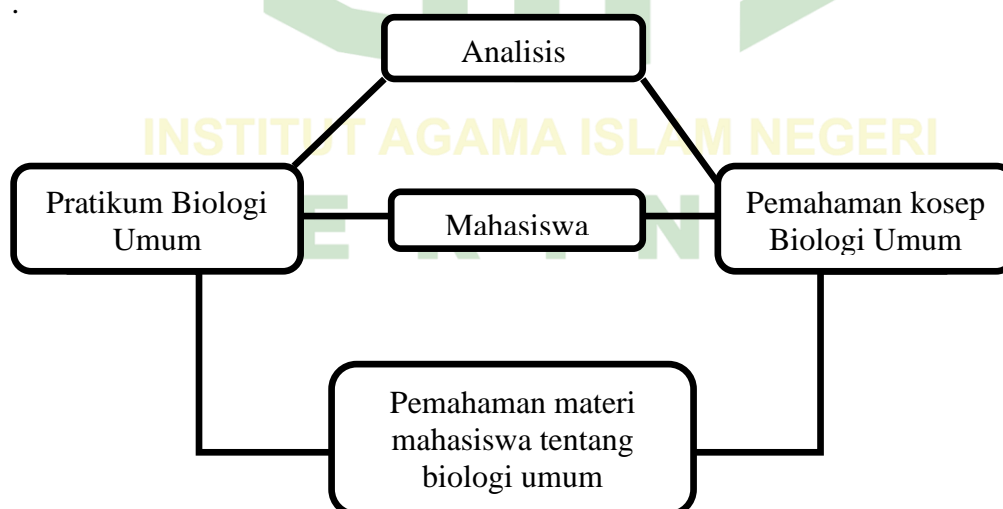 .
Analisis
INSTITUT AGAMA ISLAM NEGERI
Pratikum Biologi
Umum
Mahasiswa
Pemahaman kosep
Biologi Umum
Pemahaman materi
mahasiswa tentang
biologi umum